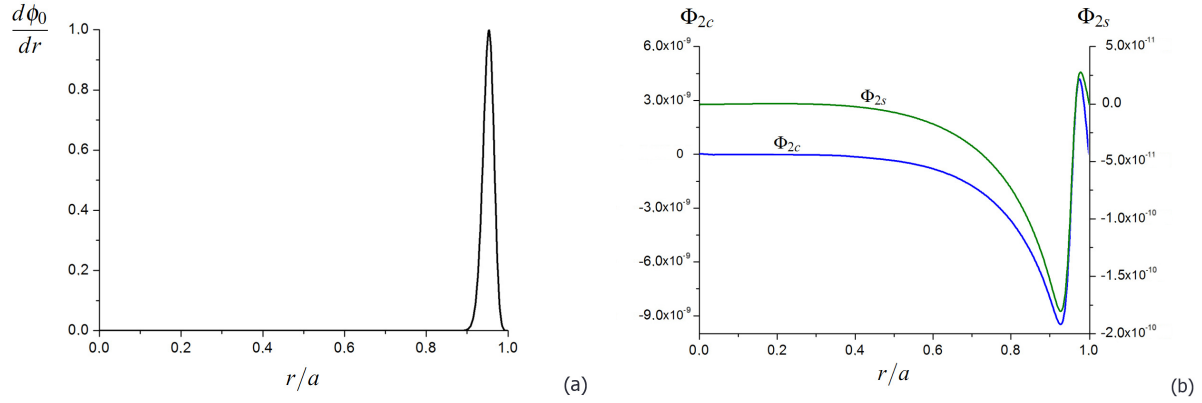 dϕ₀
dr
1.0
0.8
0.6
0.4
0.2
0.0
0.0 0.2 0.4 0.6 0.8 1.0
r/a
(a)
Φ₂c Φ₂s
6.0x10⁻⁹ 5.0x10⁻¹¹
3.0x10⁻⁹ 0.0
0 -5.0x10⁻¹¹
-3.0x10⁻⁹ -1.0x10⁻¹⁰
-6.0x10⁻⁹ -1.5x10⁻¹⁰
-9.0x10⁻⁹ -2.0x10⁻¹⁰
Φ₂s
Φ₂c
0.0 0.2 0.4 0.6 0.8 1.0
r/a
(b)